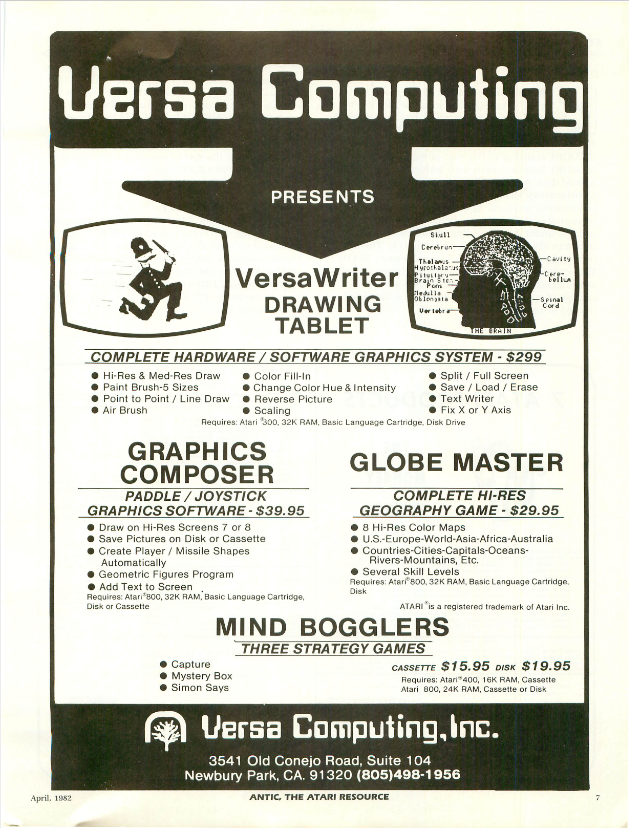 Versa Computing
PRESENTS
Skull
Cerebrum
Thalamus
Hypothalamus
Pituitary
Brain Stem
Pons
Medulla
Oblongata
Vertebra
Cavity
Cere-
bellum
Spinal
Cord
THE BRAIN
VersaWriter
DRAWING
TABLET
COMPLETE HARDWARE / SOFTWARE GRAPHICS SYSTEM - $299
● Hi-Res & Med-Res Draw
● Paint Brush-5 Sizes
● Point to Point / Line Draw
● Air Brush
● Color Fill-In
● Change Color Hue & Intensity
● Reverse Picture
● Scaling
● Split / Full Screen
● Save / Load / Erase
● Text Writer
● Fix X or Y Axis
Requires: Atari ®300, 32K RAM, Basic Language Cartridge, Disk Drive
GRAPHICS
COMPOSER
PADDLE / JOYSTICK
GRAPHICS SOFTWARE - $39.95
● Draw on Hi-Res Screens 7 or 8
● Save Pictures on Disk or Cassette
● Create Player / Missile Shapes
Automatically
● Geometric Figures Program
● Add Text to Screen
Requires: Atari®800, 32K RAM, Basic Language Cartridge,
Disk or Cassette
GLOBE MASTER
COMPLETE HI-RES
GEOGRAPHY GAME - $29.95
● 8 Hi-Res Color Maps
● U.S.-Europe-World-Asia-Africa-Australia
● Countries-Cities-Capitals-Oceans-
Rivers-Mountains, Etc.
● Several Skill Levels
Requires: Atari®800, 32K RAM, Basic Language Cartridge,
Disk
ATARI ® is a registered trademark of Atari Inc.
MIND BOGGLERS
THREE STRATEGY GAMES
● Capture
● Mystery Box
● Simon Says
CASSETTE $15.95 DISK $19.95
Requires: Atari®400, 16K RAM, Cassette
Atari 800, 24K RAM, Cassette or Disk
Versa Computing, Inc.
3541 Old Conejo Road, Suite 104
Newbury Park, CA. 91320 (805)498-1956
April, 1982
ANTIC, THE ATARI RESOURCE
7